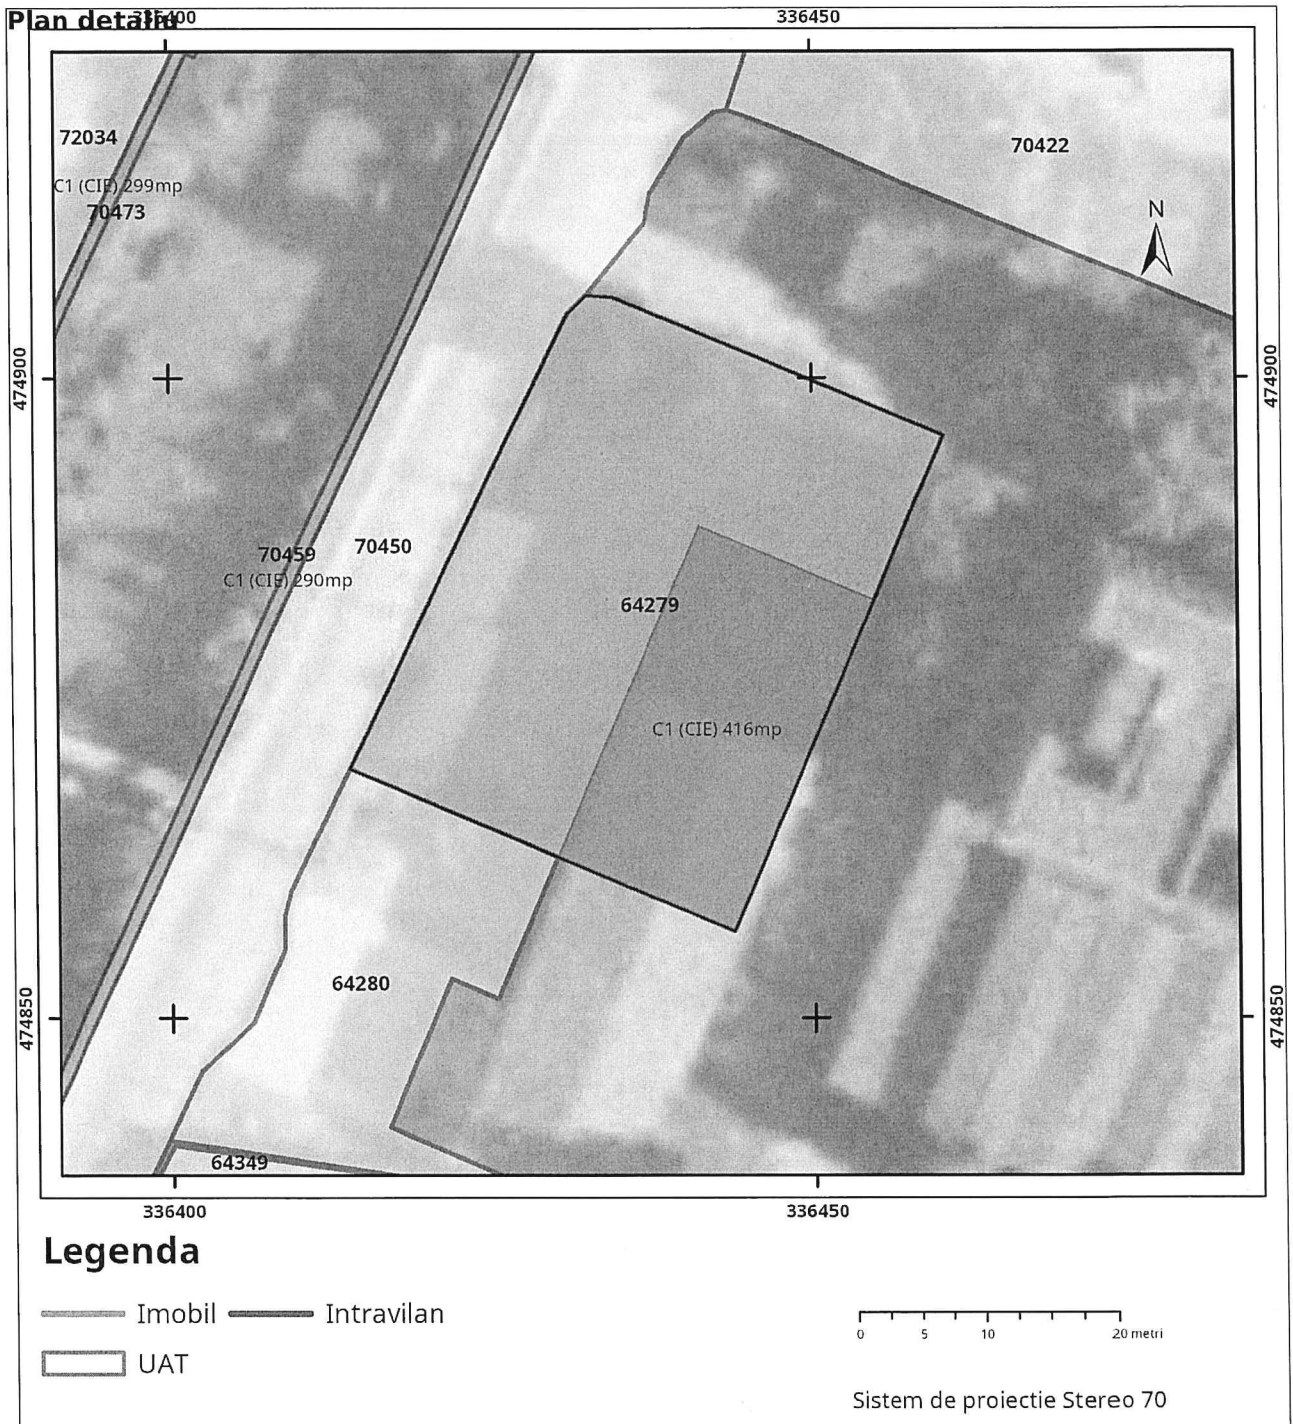 Plan detaliu
336400
336450
72034
C1 (CIE) 299mp
70473
70422
N
474900
474900
70459
C1 (CIE) 290mp
70450
64279
C1 (CIE) 416mp
64280
474850
474850
64349
336400
336450
Legenda
Imobil
Intravilan
UAT
0 5 10 20 metri
Sistem de proiectie Stereo 70